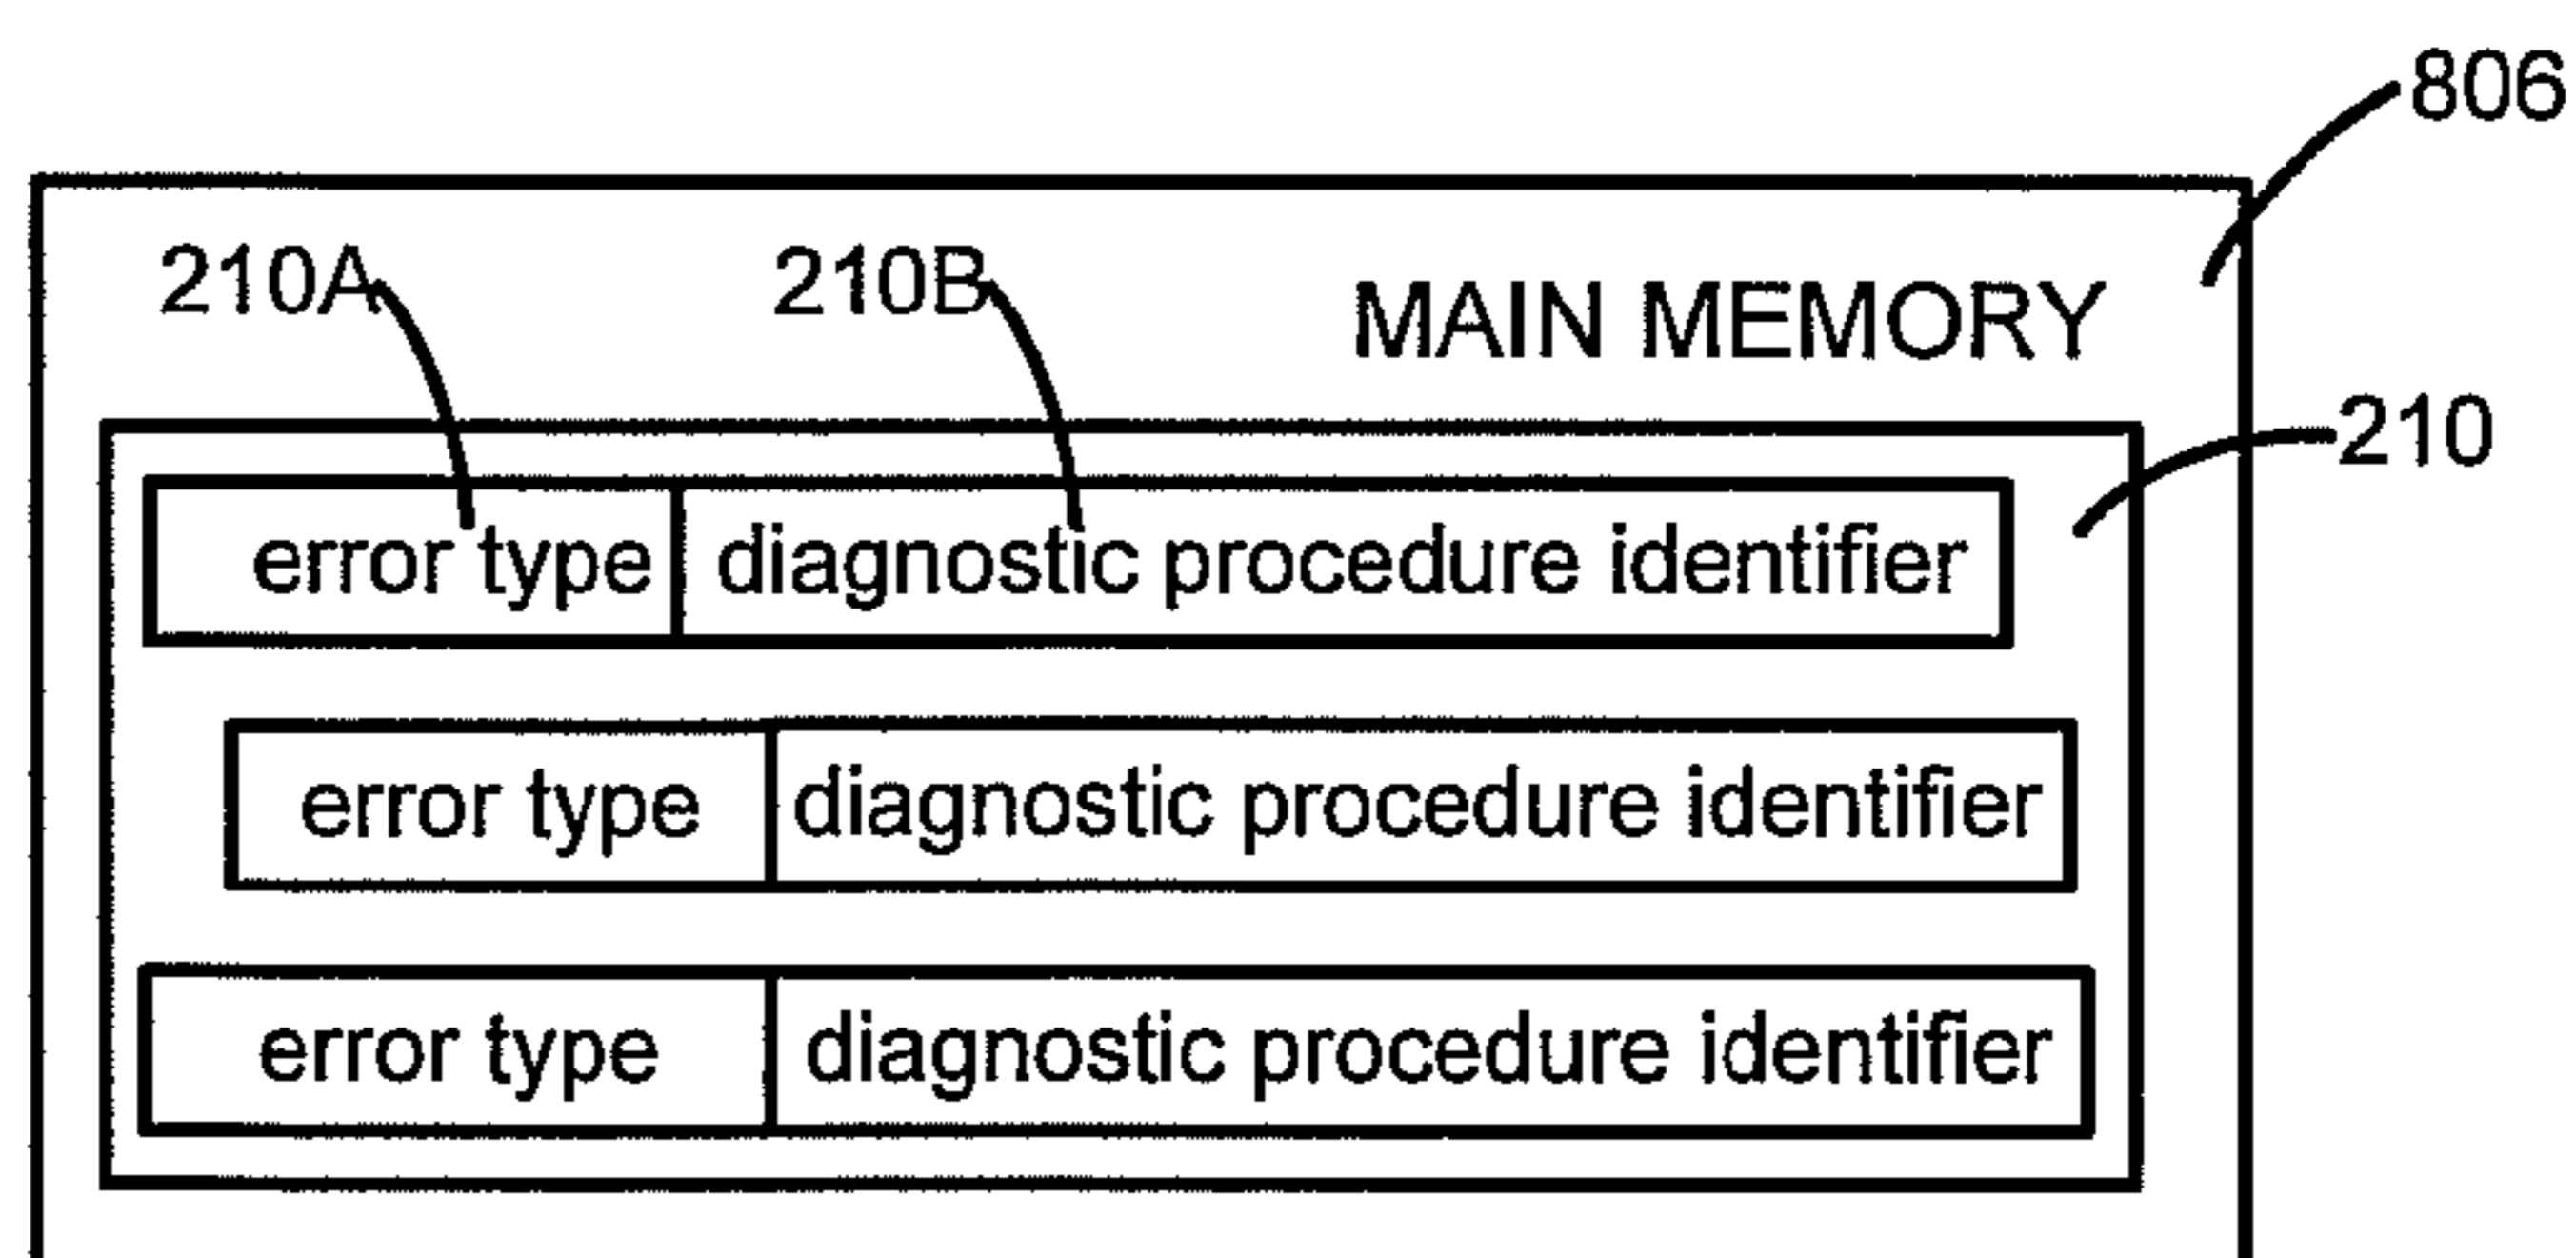 806
210A 210B MAIN MEMORY
210
error type diagnostic procedure identifier
error type diagnostic procedure identifier
error type diagnostic procedure identifier